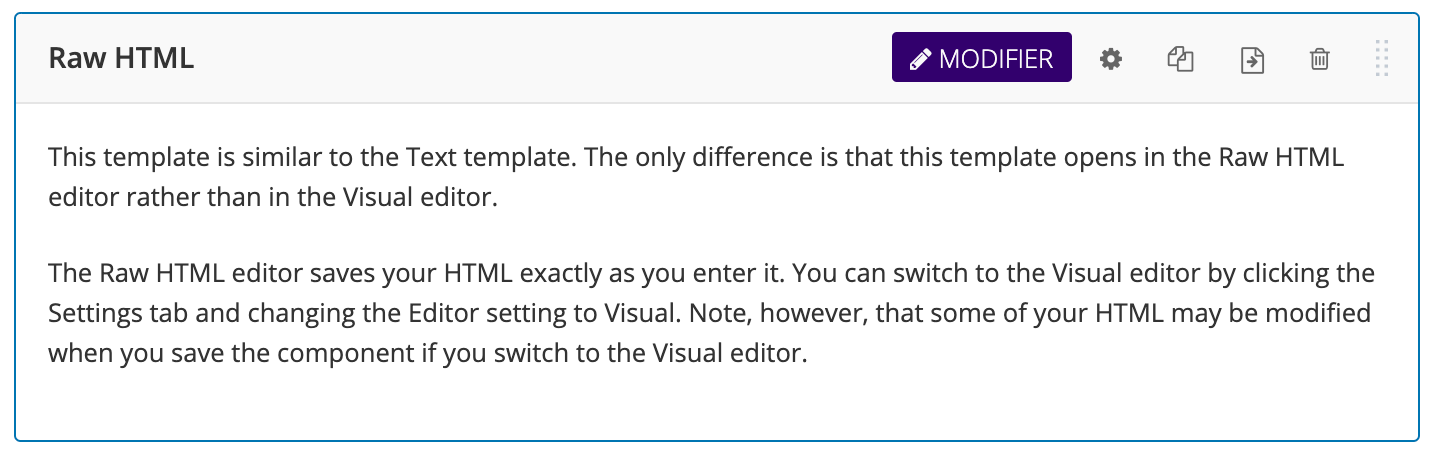 Raw HTML
MODIFIER
This template is similar to the Text template. The only difference is that this template opens in the Raw HTML
editor rather than in the Visual editor.
The Raw HTML editor saves your HTML exactly as you enter it. You can switch to the Visual editor by clicking the
Settings tab and changing the Editor setting to Visual. Note, however, that some of your HTML may be modified
when you save the component if you switch to the Visual editor.